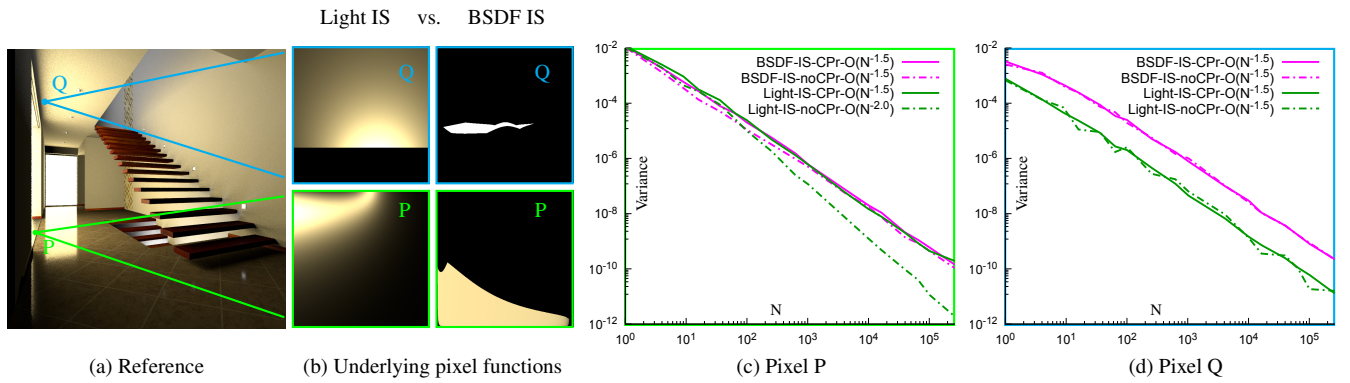 Light IS vs. BSDF IS
Q
P
Q
Q
P
P
10^-2
10^-4
10^-6
10^-8
10^-10
10^-12
Variance
BSDF-IS-CPr-O(N^-1.5)
BSDF-IS-noCPr-O(N^-1.5)
Light-IS-CPr-O(N^-1.5)
Light-IS-noCPr-O(N^-2.0)
N
10^0 10^1 10^2 10^3 10^4 10^5
10^-2
10^-4
10^-6
10^-8
10^-10
10^-12
Variance
BSDF-IS-CPr-O(N^-1.5)
BSDF-IS-noCPr-O(N^-1.5)
Light-IS-CPr-O(N^-1.5)
Light-IS-noCPr-O(N^-1.5)
N
10^0 10^1 10^2 10^3 10^4 10^5
(a) Reference
(b) Underlying pixel functions
(c) Pixel P
(d) Pixel Q